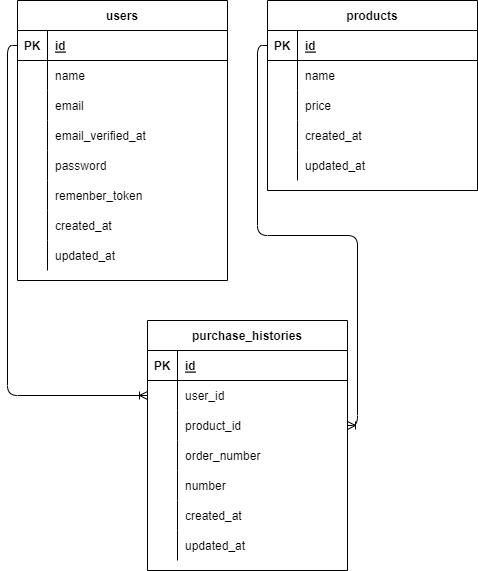 users
PK id
name
email
email_verified_at
password
remenber_token
created_at
updated_at
products
PK id
name
price
created_at
updated_at
purchase_histories
PK id
user_id
product_id
order_number
number
created_at
updated_at